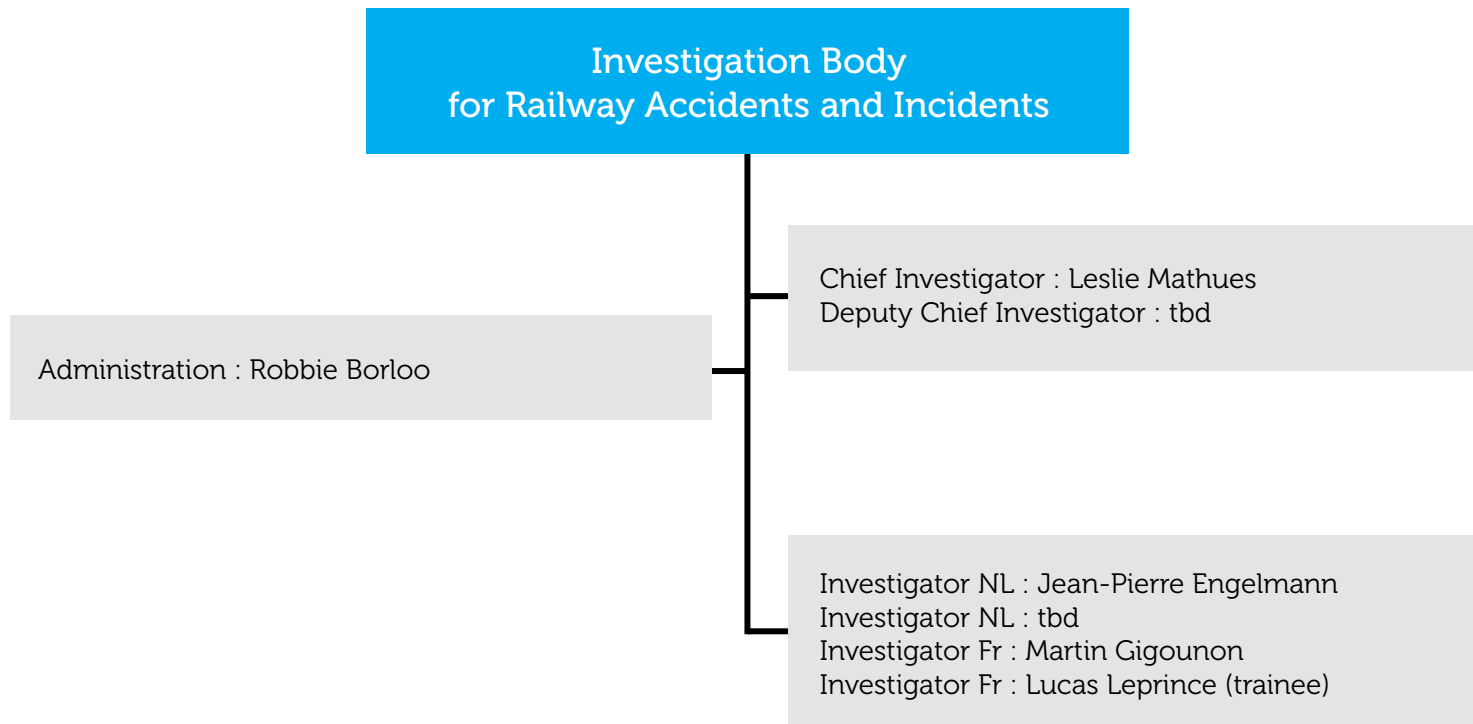 Investigation Body
for Railway Accidents and Incidents
Chief Investigator : Leslie Mathues
Deputy Chief Investigator : tbd
Administration : Robbie Borloo
Investigator NL : Jean-Pierre Engelmann
Investigator NL : tbd
Investigator Fr : Martin Gigounon
Investigator Fr : Lucas Leprince (trainee)